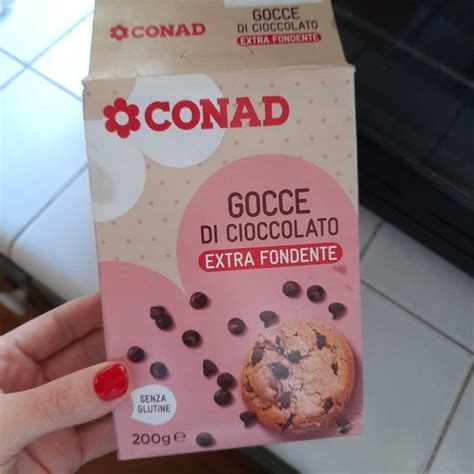 CONAD
GOCCE
DI CIOCCOLATO
EXTRA FONDENTE
CONAD
GOCCE
DI CIOCCOLATO
EXTRA FONDENTE
SENZA
GLUTINE
200g e